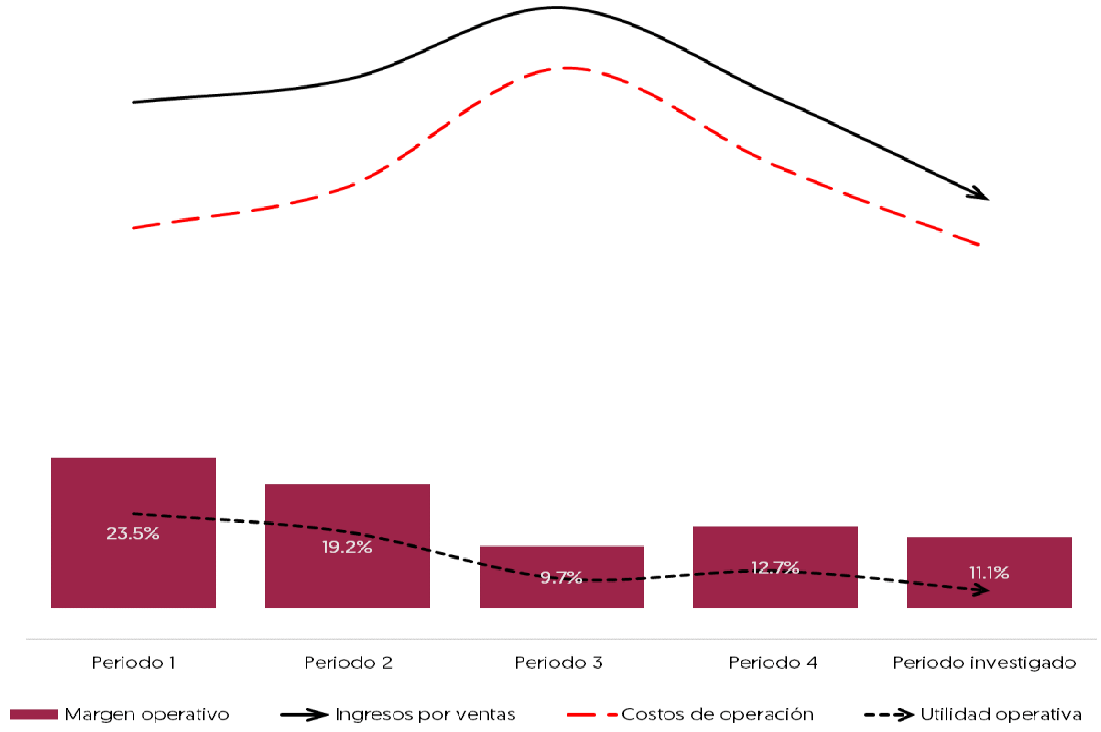 23.5%
19.2%
9.7%
12.7%
11.1%
Periodo 1
Periodo 2
Periodo 3
Periodo 4
Periodo investigado
Margen operativo
Ingresos por ventas
Costos de operación
Utilidad operativa